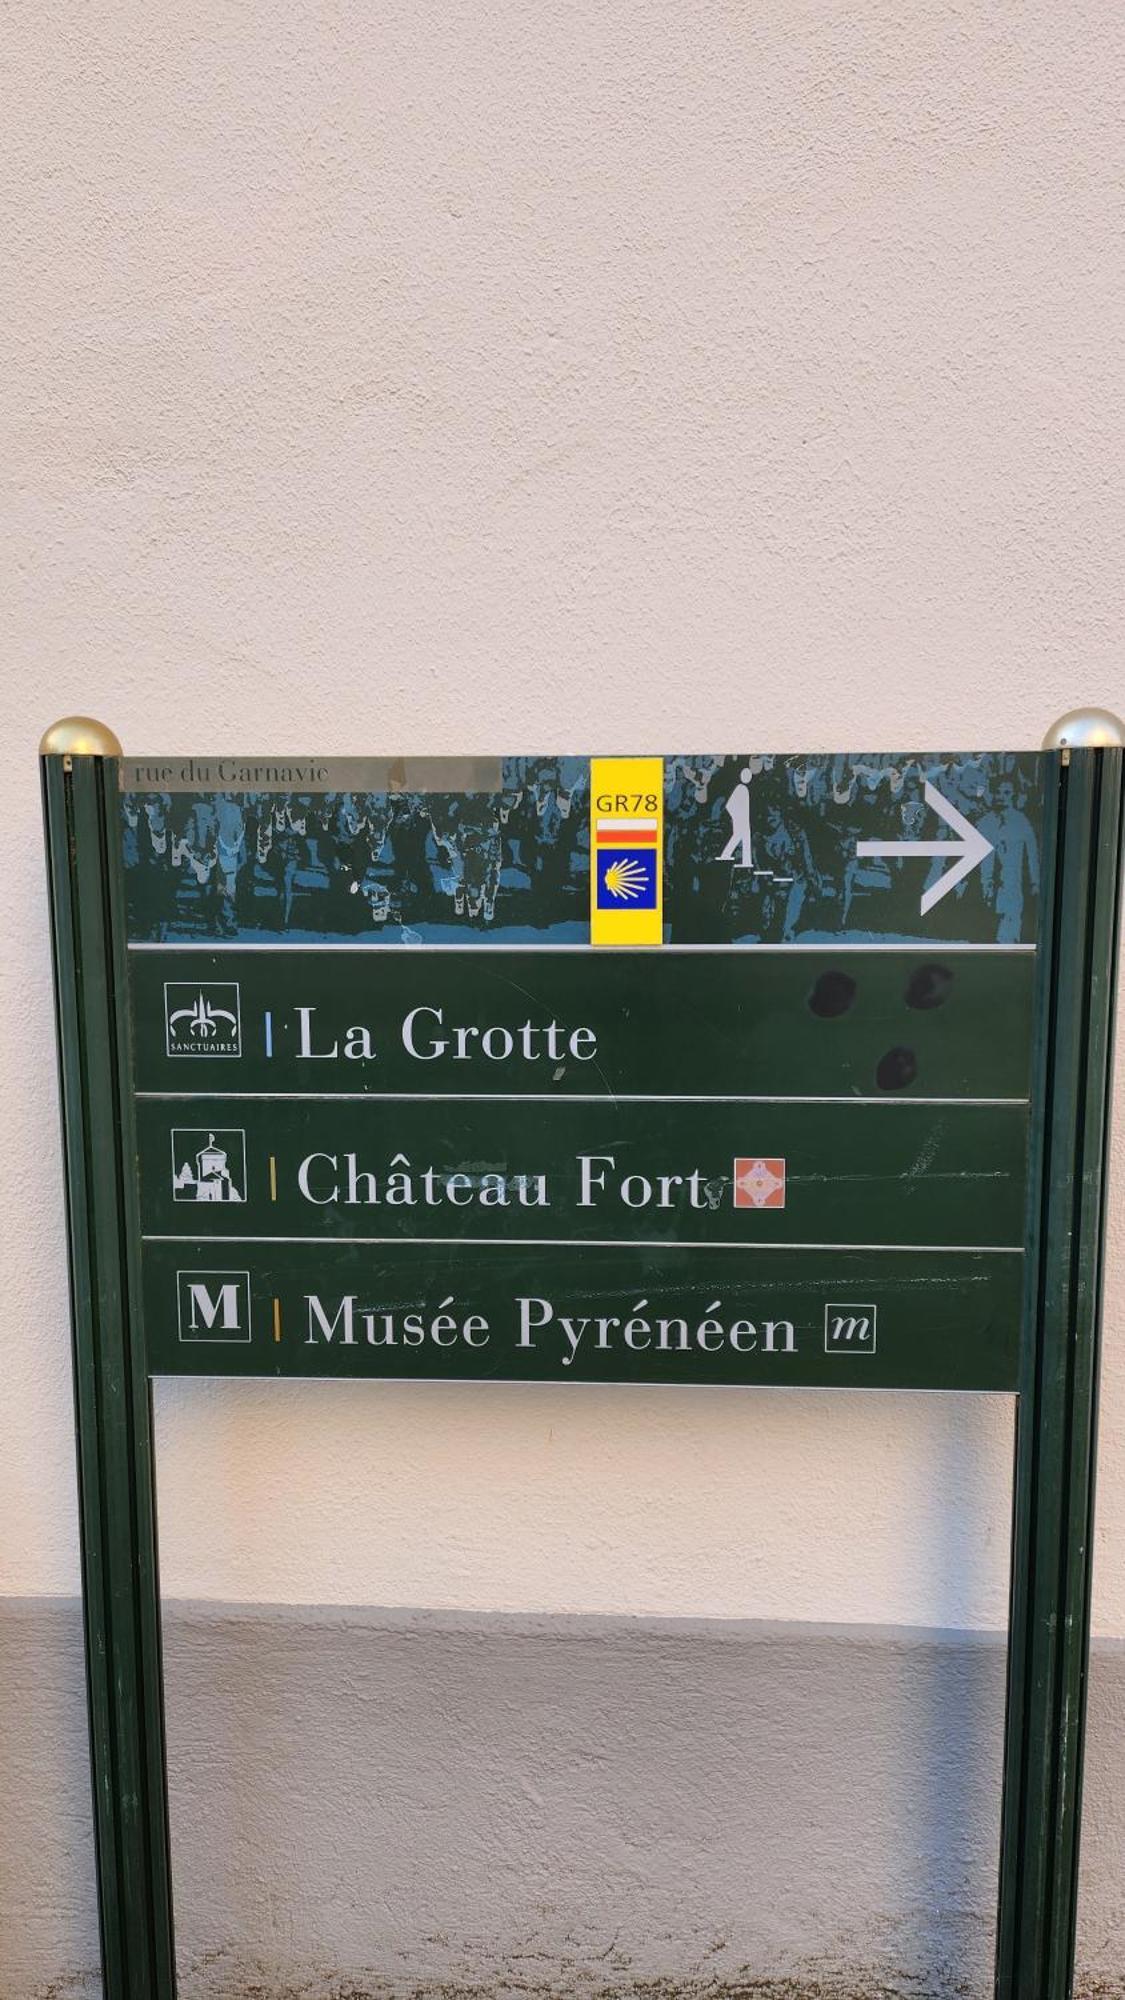 rue du Garnavie
GR78
SANCTUAIRES
La Grotte
Château Fort
M
Musée Pyrénéen
m